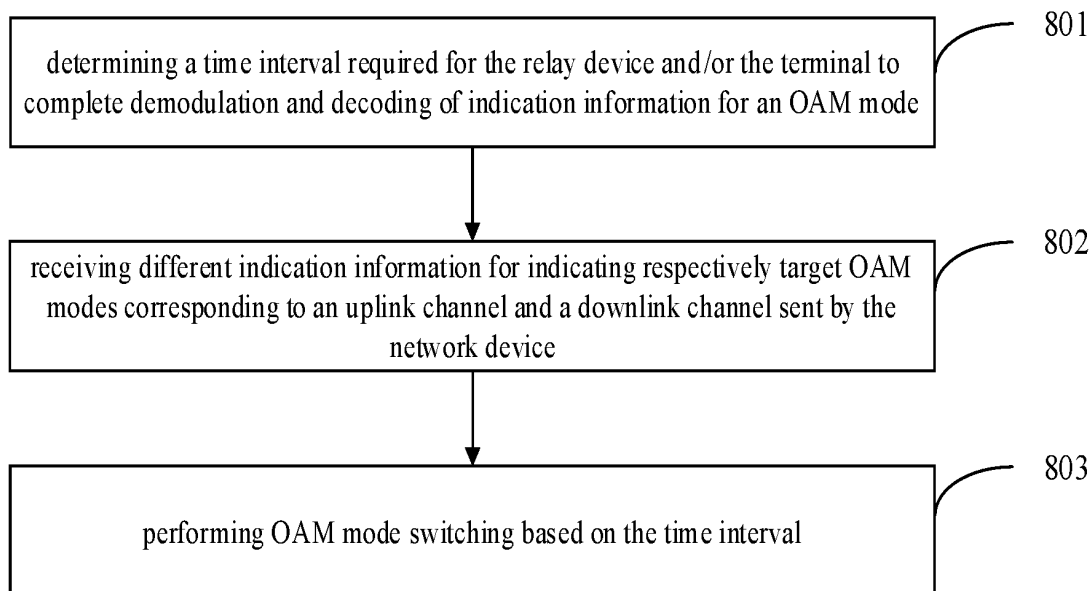 801
determining a time interval required for the relay device and/or the terminal to
complete demodulation and decoding of indication information for an OAM mode
802
receiving different indication information for indicating respectively target OAM
modes corresponding to an uplink channel and a downlink channel sent by the
network device
803
performing OAM mode switching based on the time interval